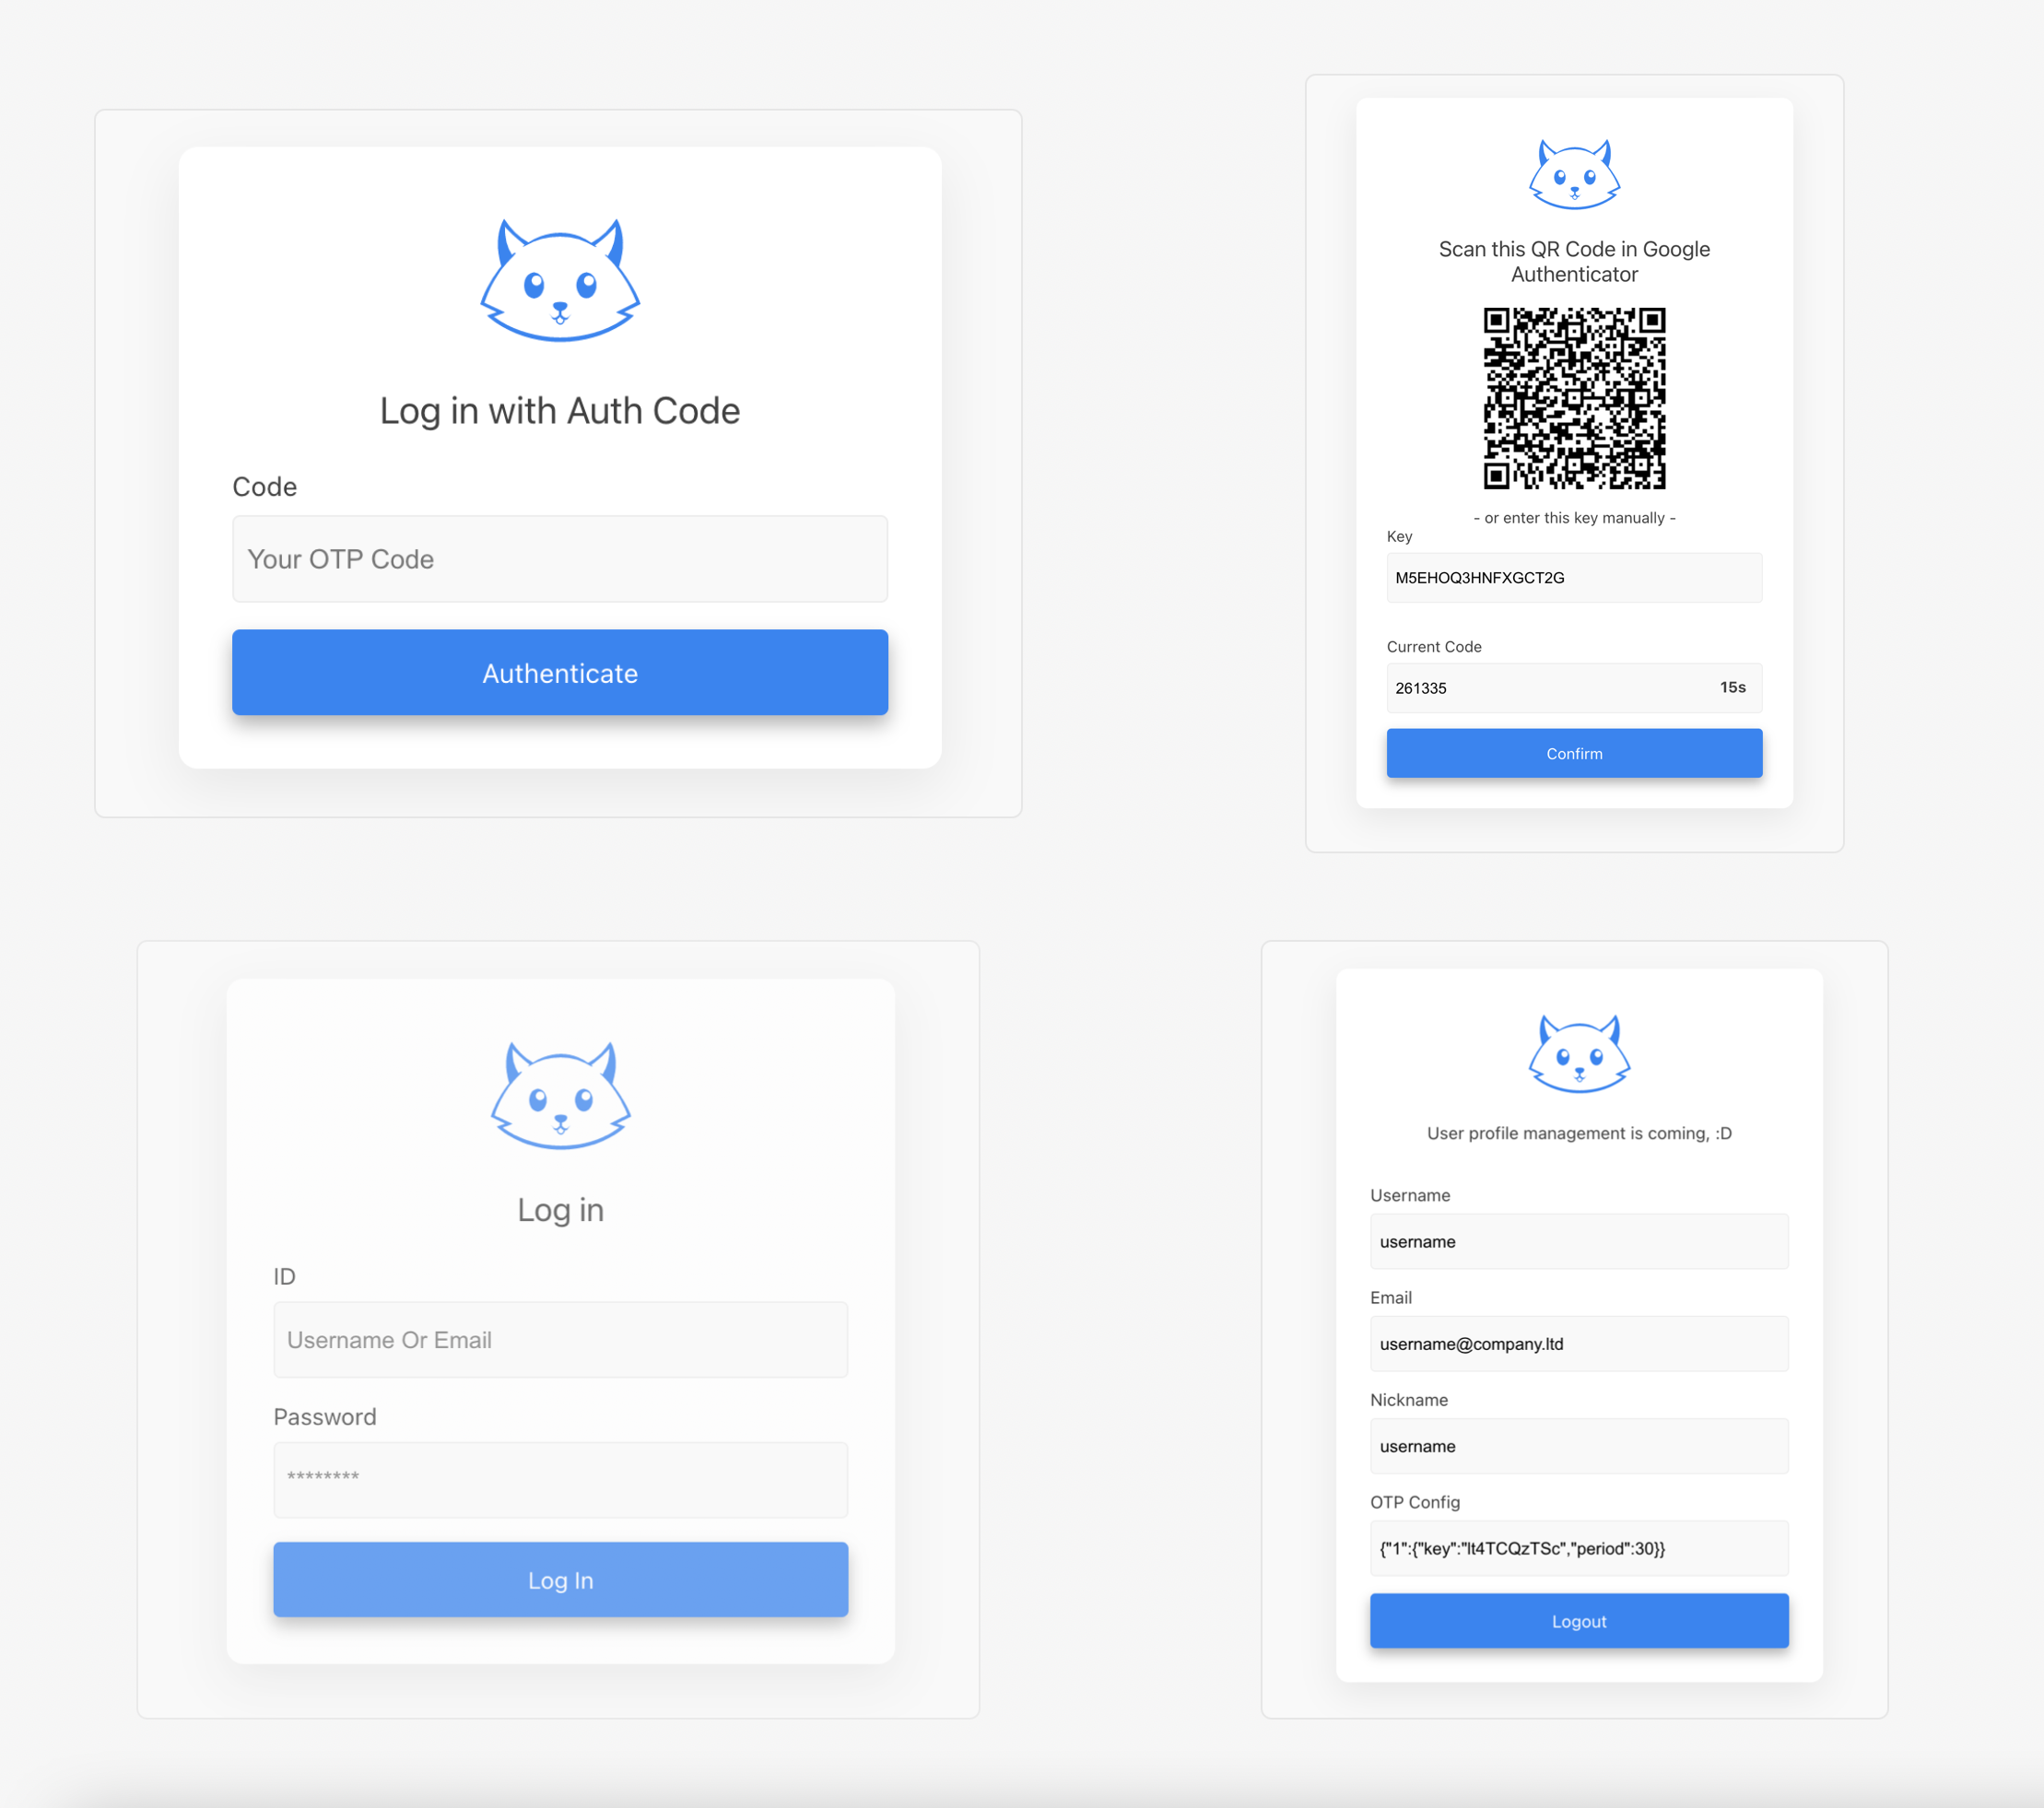 Log in with Auth Code
Code
Your OTP Code
Authenticate
Scan this QR Code in Google
Authenticator
- or enter this key manually -
Key
M5EHOQ3HNFXGCT2G
Current Code
261335 15s
Confirm
Log in
ID
Username Or Email
Password
********
Log In
User profile management is coming, :D
Username
username
Email
username@company.ltd
Nickname
username
OTP Config
{"1":{"key":"lt4TCQzTSc","period":30}}
Logout